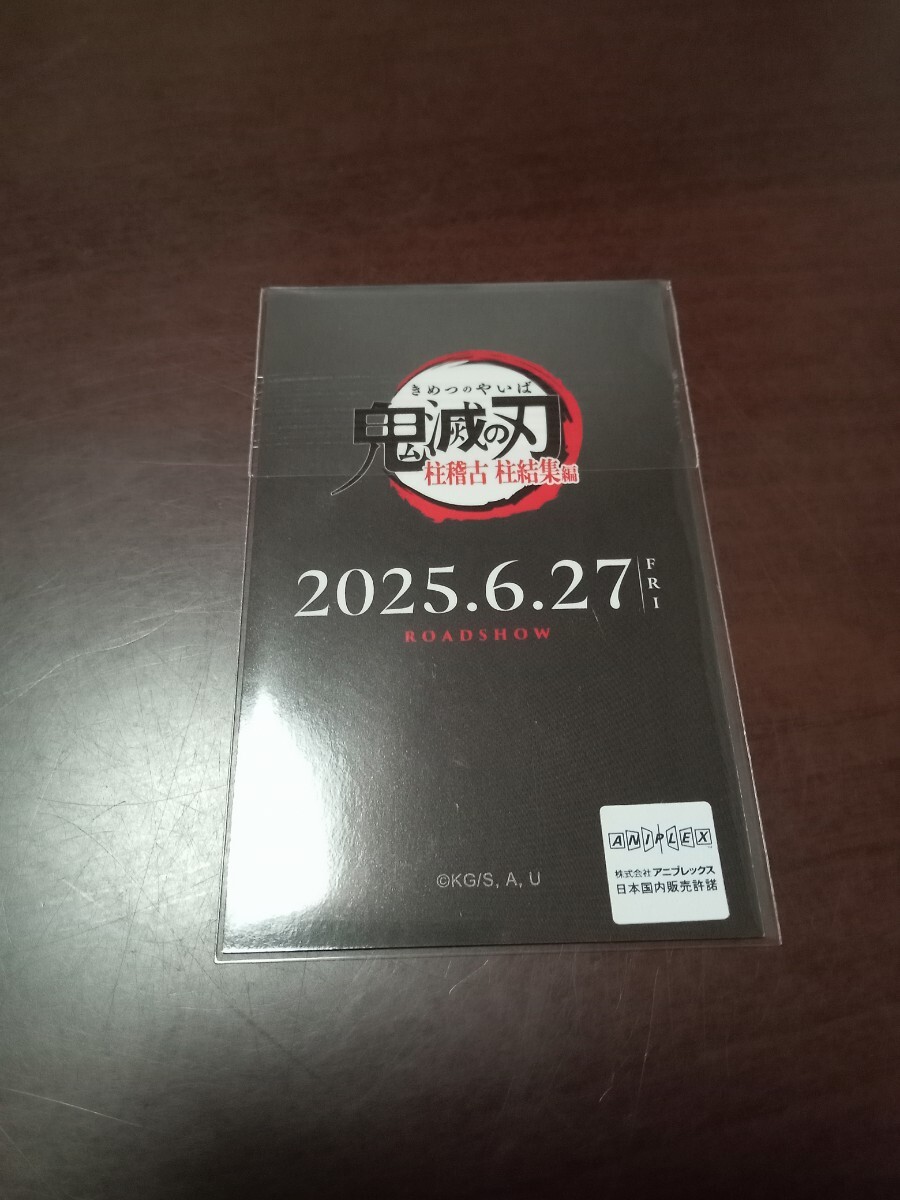 きめつのやいば
鬼滅の刃
柱稽古 柱結集編
2025.6.27 FRI
ROADSHOW
©KG/S, A, U
ANIPLEX
株式会社アニプレックス
日本国内販売許諾